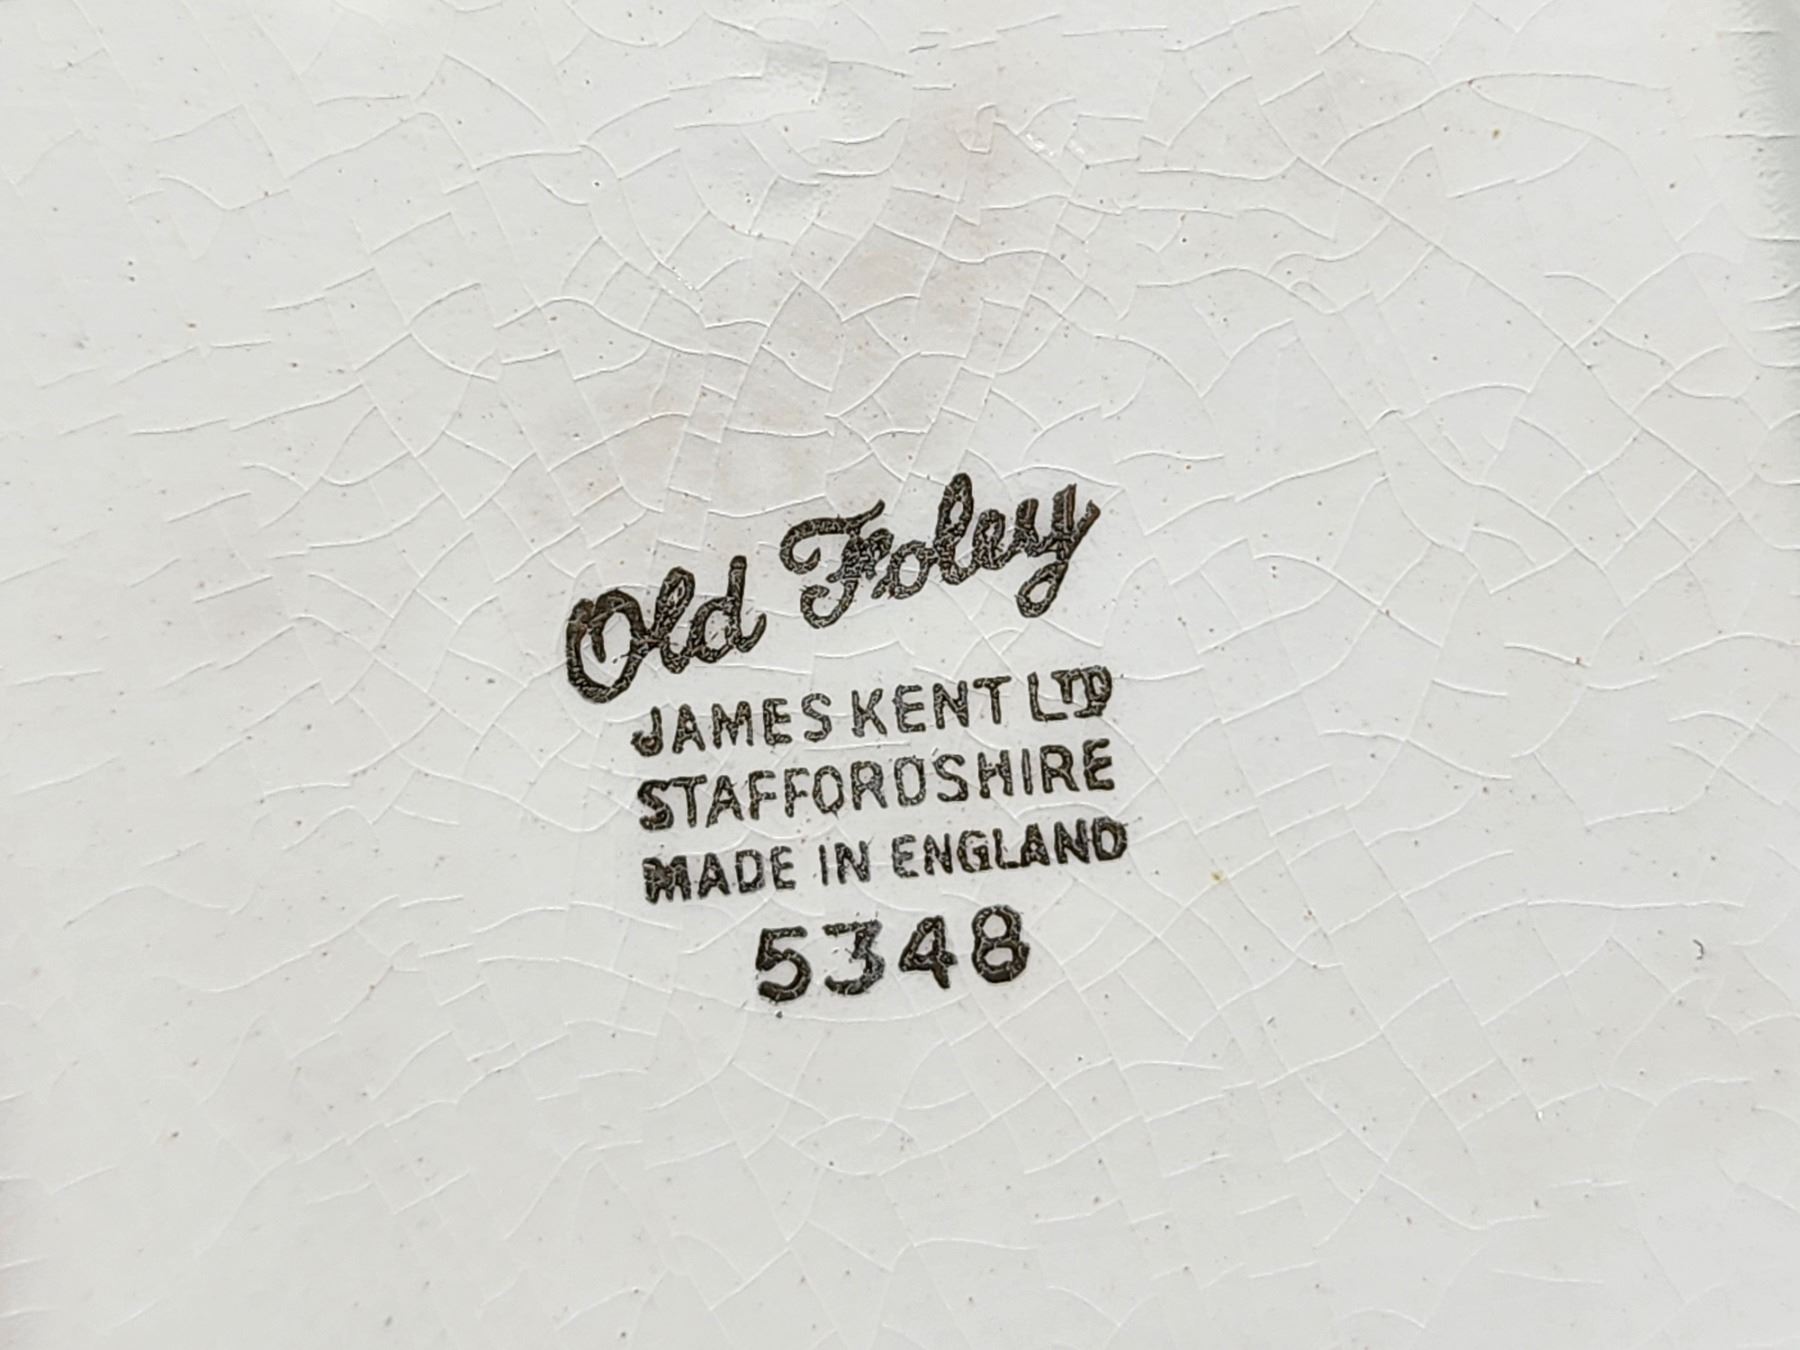 Old Foley
JAMES KENT LTD
STAFFORDSHIRE
MADE IN ENGLAND
5348